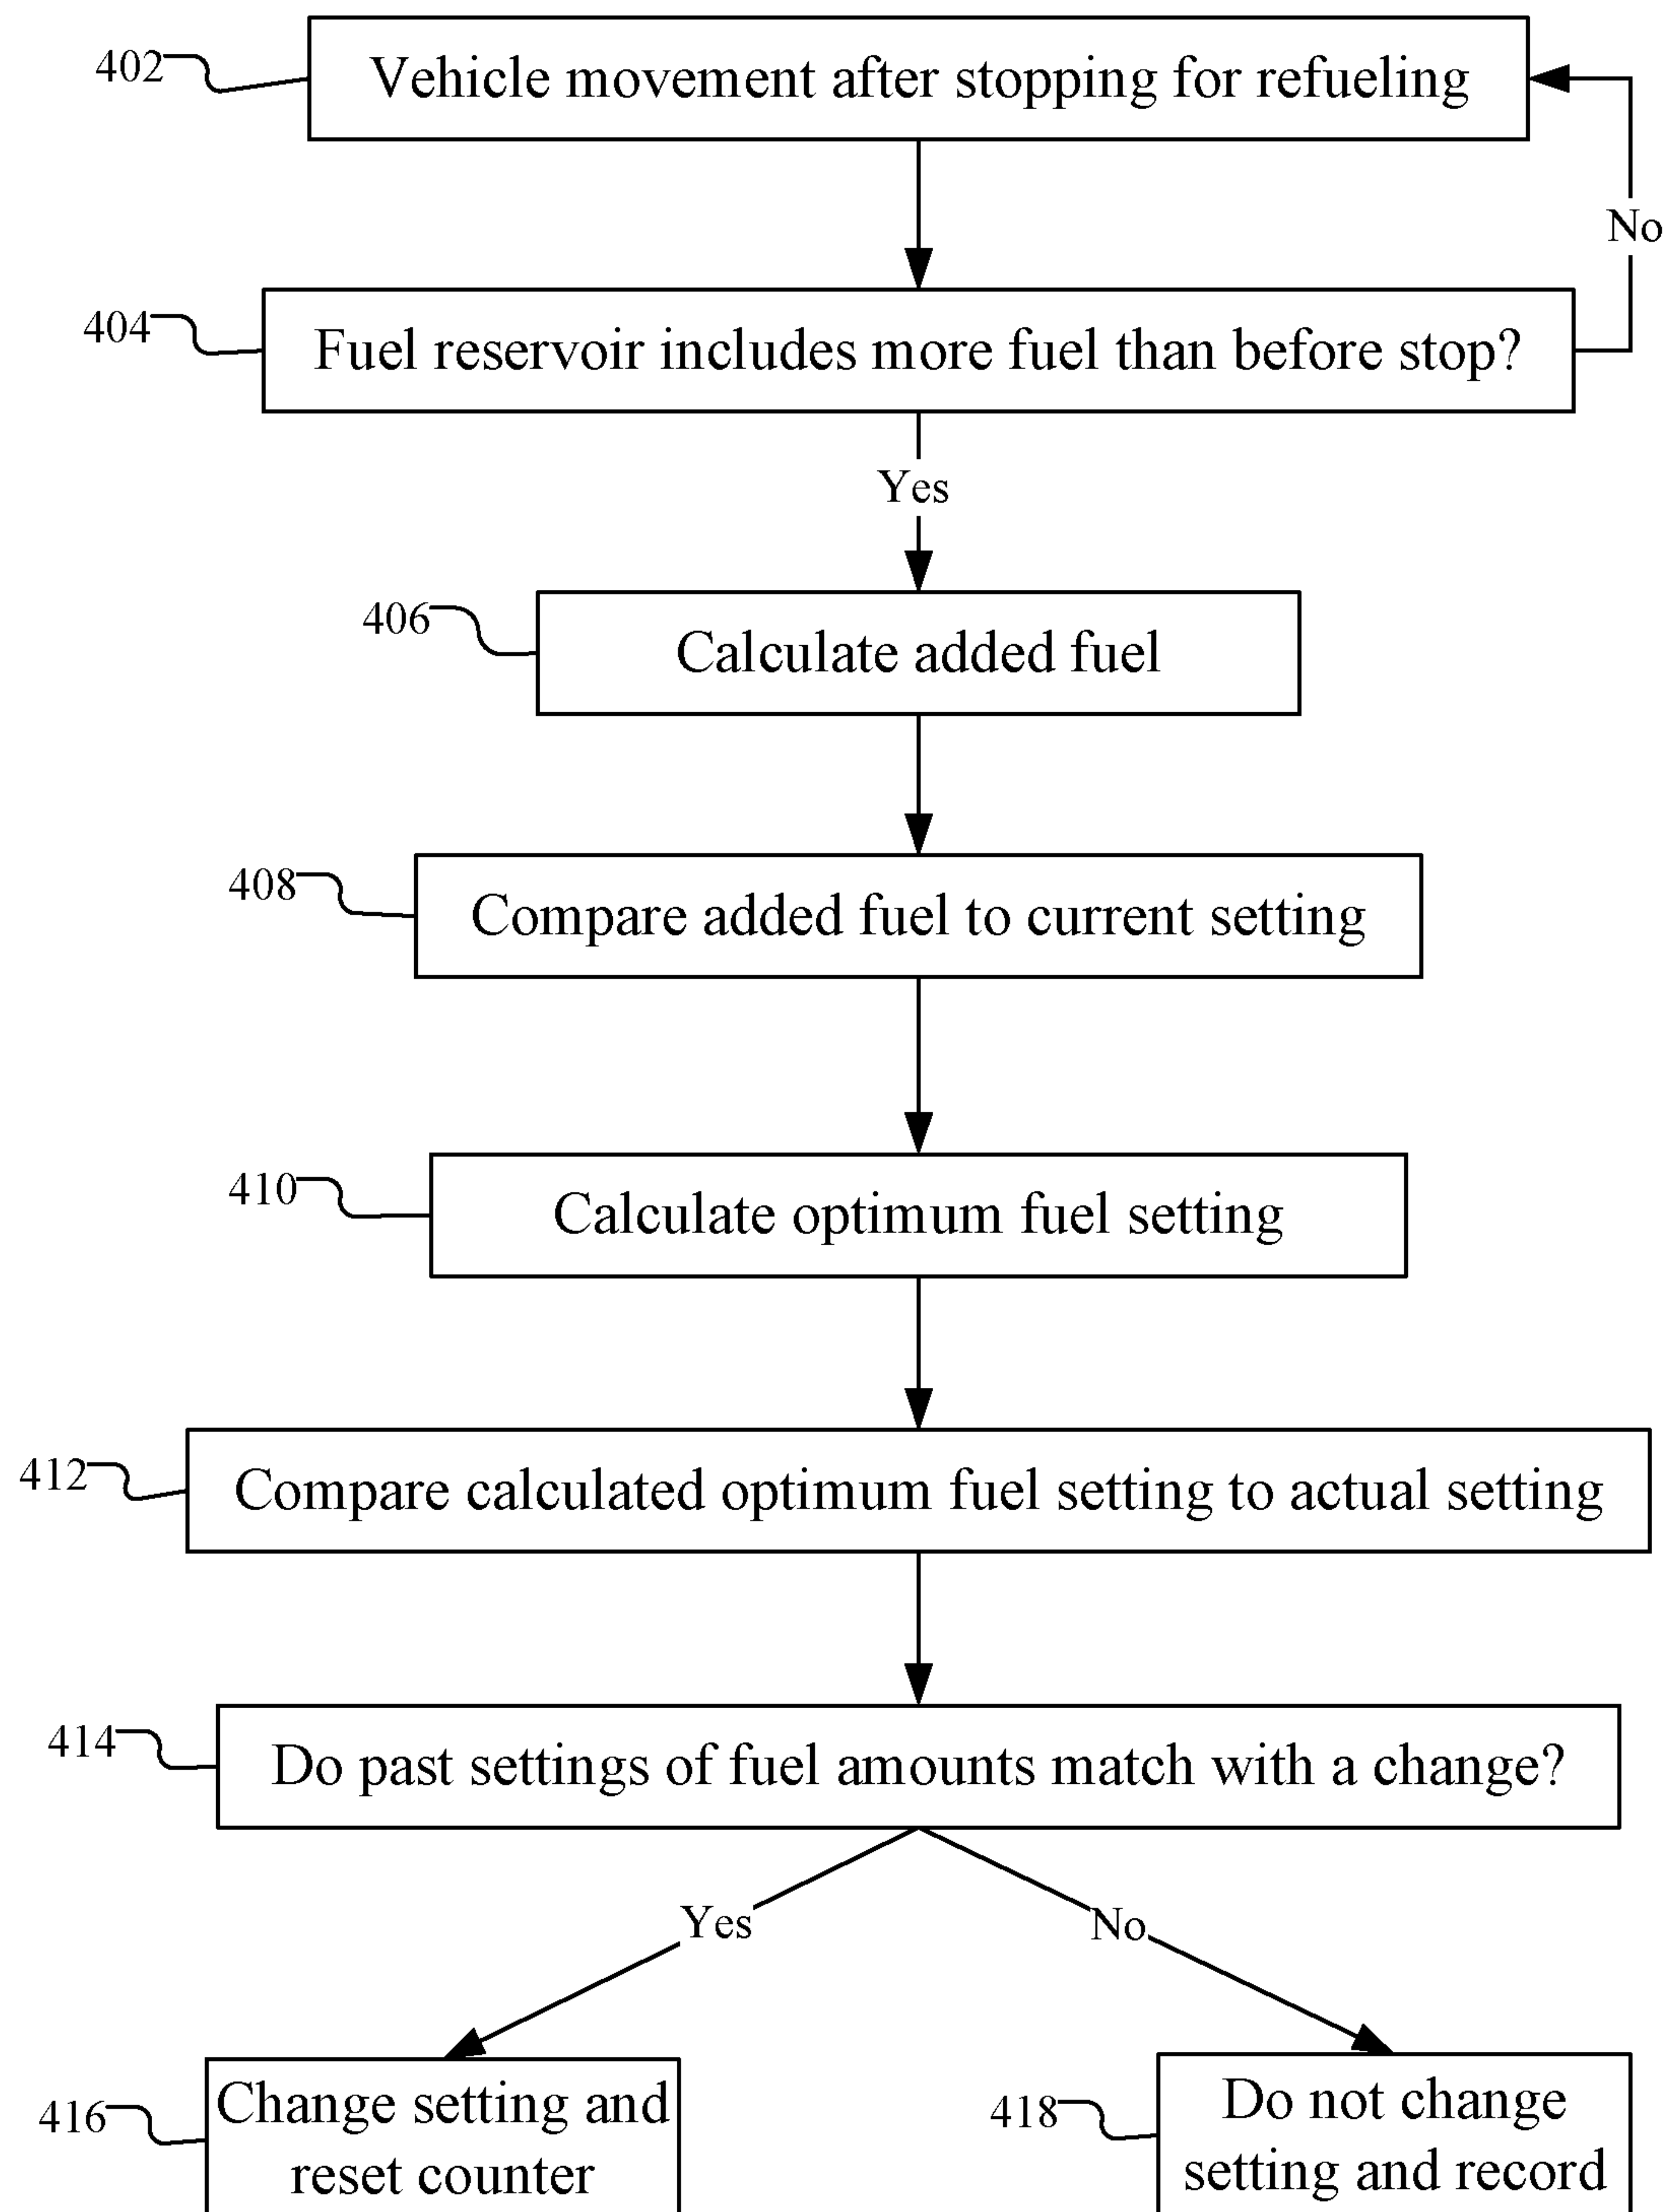 402
Vehicle movement after stopping for refueling
No
404
Fuel reservoir includes more fuel than before stop?
Yes
406
Calculate added fuel
408
Compare added fuel to current setting
410
Calculate optimum fuel setting
412
Compare calculated optimum fuel setting to actual setting
414
Do past settings of fuel amounts match with a change?
Yes
No
416
Change setting and
reset counter
418
Do not change
setting and record